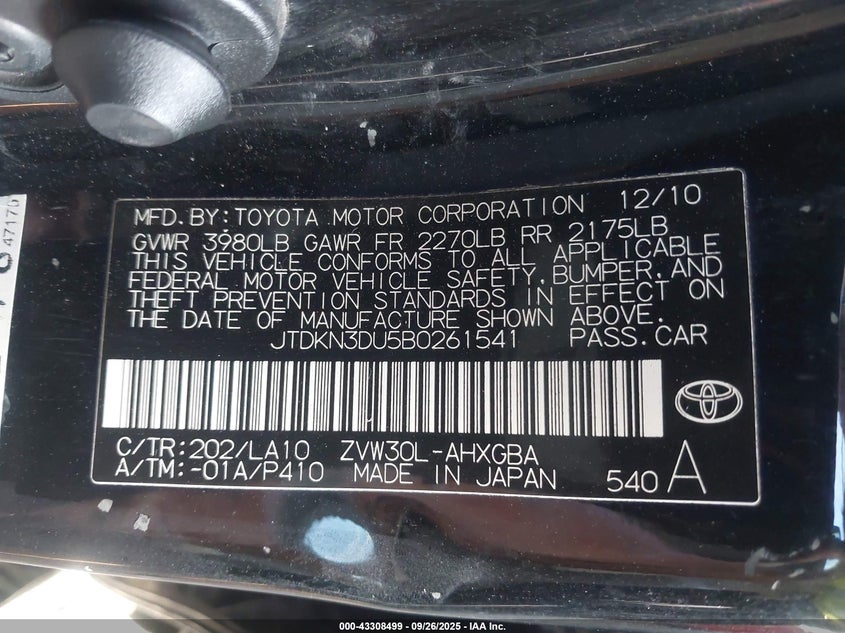 MFD. BY: TOYOTA MOTOR CORPORATION 12/10
GVWR 3980LB GAWR FR 2270LB RR 2175LB
THIS VEHICLE CONFORMS TO ALL APPLICABLE
FEDERAL MOTOR VEHICLE SAFETY, BUMPER, AND
THEFT PREVENTION STANDARDS IN EFFECT ON
THE DATE OF MANUFACTURE SHOWN ABOVE.
JTDKN3DU5B0261541 PASS. CAR
C/TR: 202/LA10 ZVW30L-AHXGBA
A/TM: -01A/P410 MADE IN JAPAN 540 A
000-43308499 - 09/26/2025 - IAA Inc.